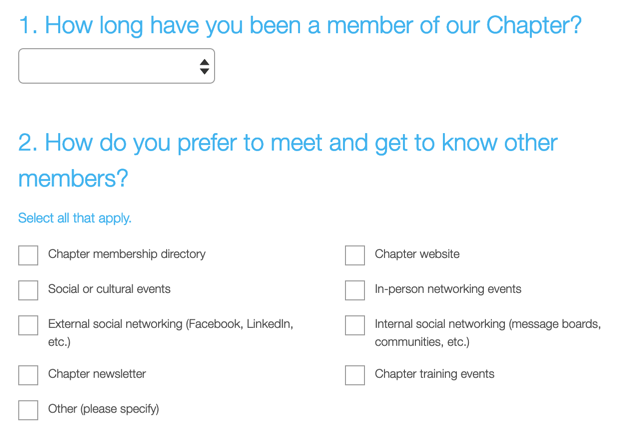 1. How long have you been a member of our Chapter?
2. How do you prefer to meet and get to know other
members?
Select all that apply.
Chapter membership directory
Chapter website
Social or cultural events
In-person networking events
External social networking (Facebook, LinkedIn,
etc.)
Internal social networking (message boards,
communities, etc.)
Chapter newsletter
Chapter training events
Other (please specify)